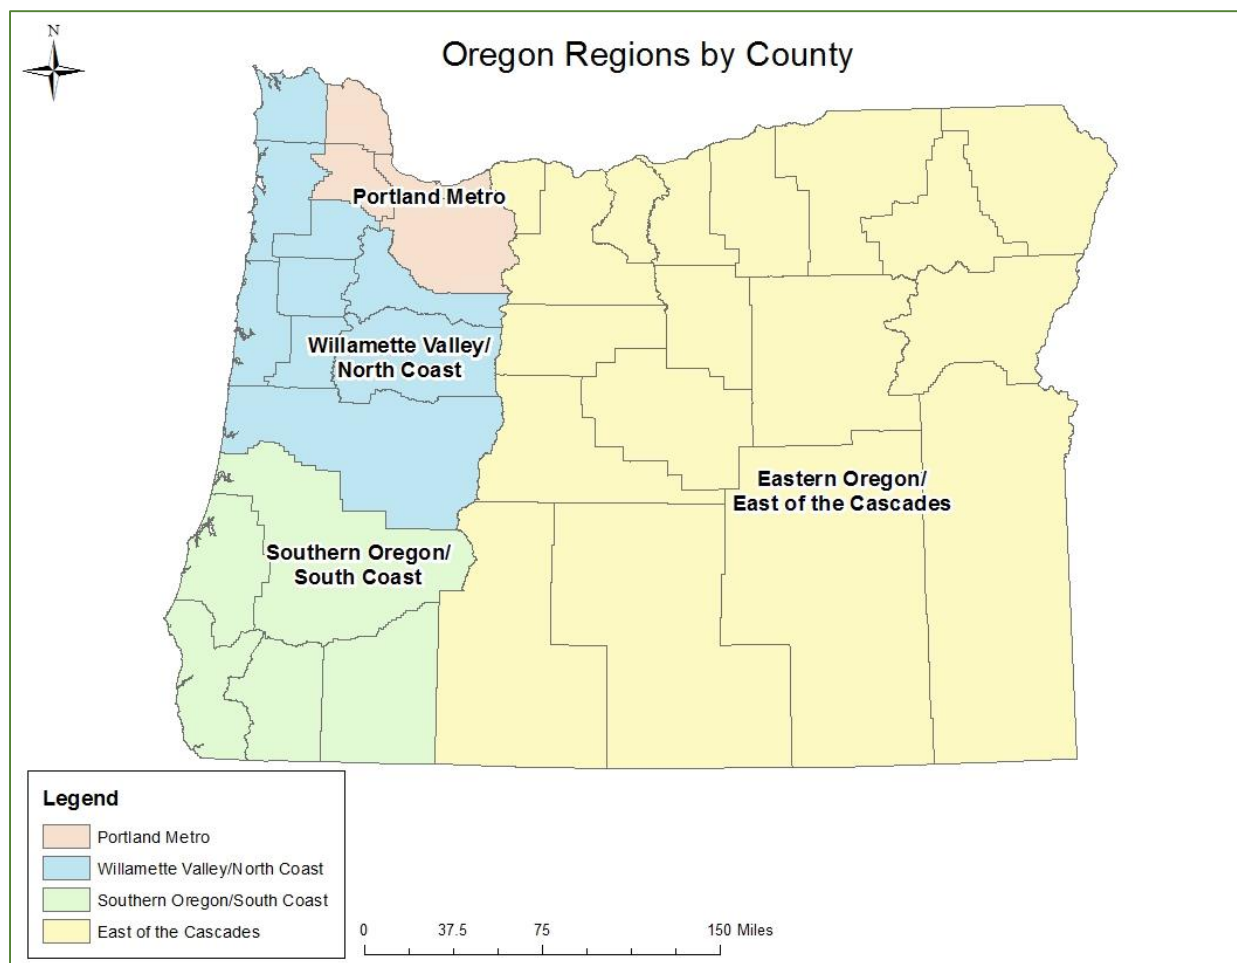 N
Oregon Regions by County
Portland Metro
Willamette Valley/
North Coast
Eastern Oregon/
East of the Cascades
Southern Oregon/
South Coast
Legend
Portland Metro
Willamette Valley/North Coast
Southern Oregon/South Coast
East of the Cascades
0 37.5 75 150 Miles